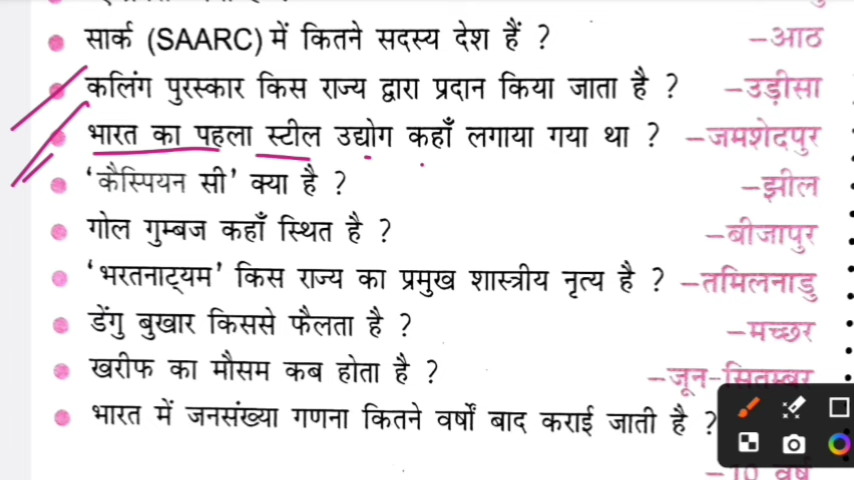 सार्क (SAARC) में कितने सदस्य देश हैं ? –आठ
कलिंग पुरस्कार किस राज्य द्वारा प्रदान किया जाता है ? –उड़ीसा
भारत का पहला स्टील उद्योग कहाँ लगाया गया था ? –जमशेदपुर
‘कैस्पियन सी’ क्या है ? –झील
गोल गुम्बज कहाँ स्थित है ? –बीजापुर
‘भरतनाट्यम’ किस राज्य का प्रमुख शास्त्रीय नृत्य है ? –तमिलनाडु
डेंगु बुखार किससे फैलता है ? –मच्छर
खरीफ का मौसम कब होता है ? –जून-सितम्बर
भारत में जनसंख्या गणना कितने वर्षों बाद कराई जाती है ?
–10 वर्ष